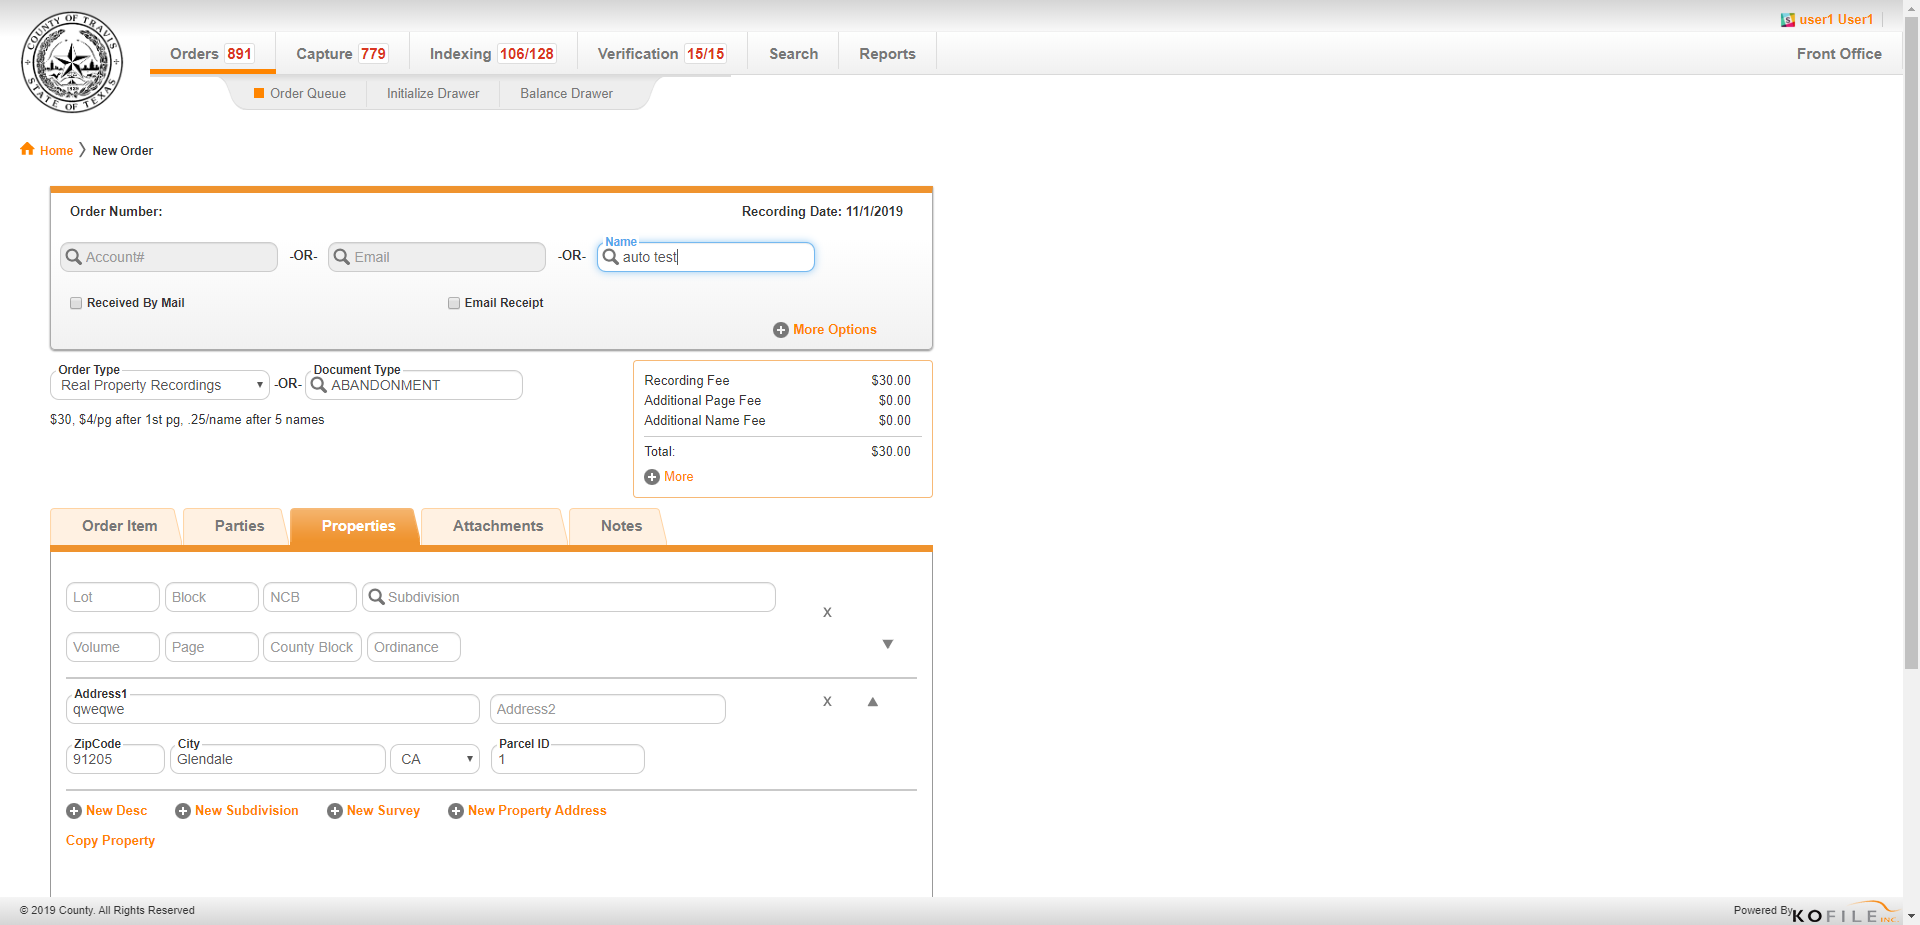 user1 User1
COUNTY OF TRAVIS
STATE OF TEXAS
Orders 891
Capture 779
Indexing 106/128
Verification 15/15
Search
Reports
Front Office
Order Queue
Initialize Drawer
Balance Drawer
Home
New Order
Order Number:
Recording Date: 11/1/2019
Account#
-OR-
Email
-OR-
Name
auto test
Received By Mail
Email Receipt
More Options
Order Type
Real Property Recordings
-OR-
Document Type
ABANDONMENT
$30, $4/pg after 1st pg, .25/name after 5 names
Recording Fee $30.00
Additional Page Fee $0.00
Additional Name Fee $0.00
Total: $30.00
More
Order Item
Parties
Properties
Attachments
Notes
Lot
Block
NCB
Subdivision
X
Volume
Page
County Block
Ordinance
Address1
qweqwe
Address2
X
ZipCode
91205
City
Glendale
CA
Parcel ID
1
New Desc
New Subdivision
New Survey
New Property Address
Copy Property
© 2019 County. All Rights Reserved
Powered By
KOFILE INC.